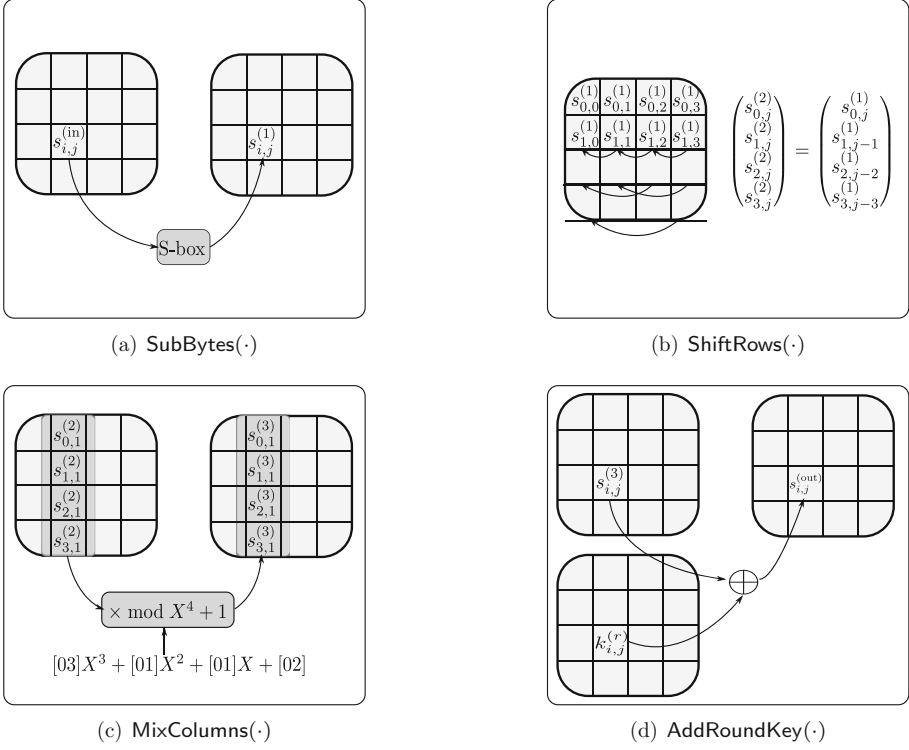 s_{i,j}^{(in)} s_{i,j}^{(1)}
S-box
(a) SubBytes(·)
s_{0,0}^{(1)} s_{0,1}^{(1)} s_{0,2}^{(1)} s_{0,3}^{(1)}
s_{1,0}^{(1)} s_{1,1}^{(1)} s_{1,2}^{(1)} s_{1,3}^{(1)}
s_{0,j}^{(2)} s_{0,j}^{(1)}
s_{1,j}^{(2)} s_{1,j-1}^{(1)}
=
s_{2,j}^{(2)} s_{2,j-2}^{(1)}
s_{3,j}^{(2)} s_{3,j-3}^{(1)}
(b) ShiftRows(·)
s_{0,1}^{(2)} s_{0,1}^{(3)}
s_{1,1}^{(2)} s_{1,1}^{(3)}
s_{2,1}^{(2)} s_{2,1}^{(3)}
s_{3,1}^{(2)} s_{3,1}^{(3)}
× mod X^4 + 1
[03]X^3 + [01]X^2 + [01]X + [02]
(c) MixColumns(·)
s_{i,j}^{(3)} s_{i,j}^{(out)}
k_{i,j}^{(r)}
(d) AddRoundKey(·)